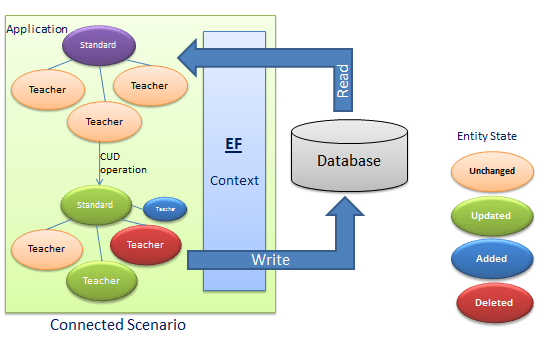 Application
Standard
Teacher
Teacher
Teacher
CUD
operation
Standard
Teacher
Teacher
Teacher
Teacher
EF
Context
Read
Database
Write
Entity State
Unchanged
Updated
Added
Deleted
Connected Scenario